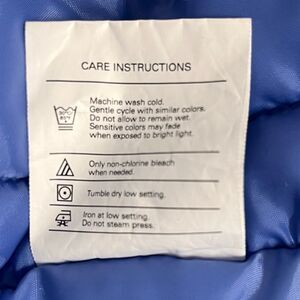 CARE INSTRUCTIONS
Machine wash cold.
Gentle cycle with similar colors.
Do not allow to remain wet.
Sensitive colors may fade
when exposed to bright light.
Only non-chlorine bleach
when needed.
Tumble dry low setting.
Iron at low setting.
Do not steam press.